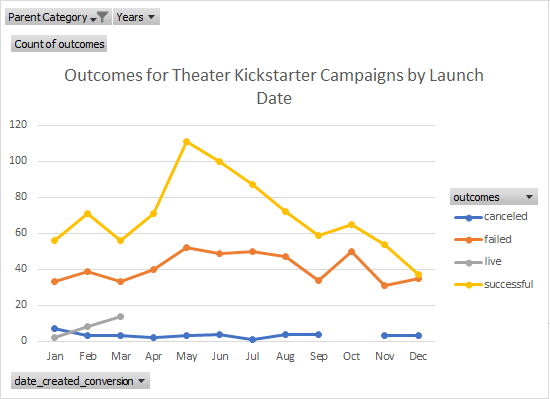 Parent Category Years
Count of outcomes
Outcomes for Theater Kickstarter Campaigns by Launch
Date
120
100
80
60
40
20
0
Jan Feb Mar Apr May Jun Jul Aug Sep Oct Nov Dec
outcomes
canceled
failed
live
successful
date_created_conversion